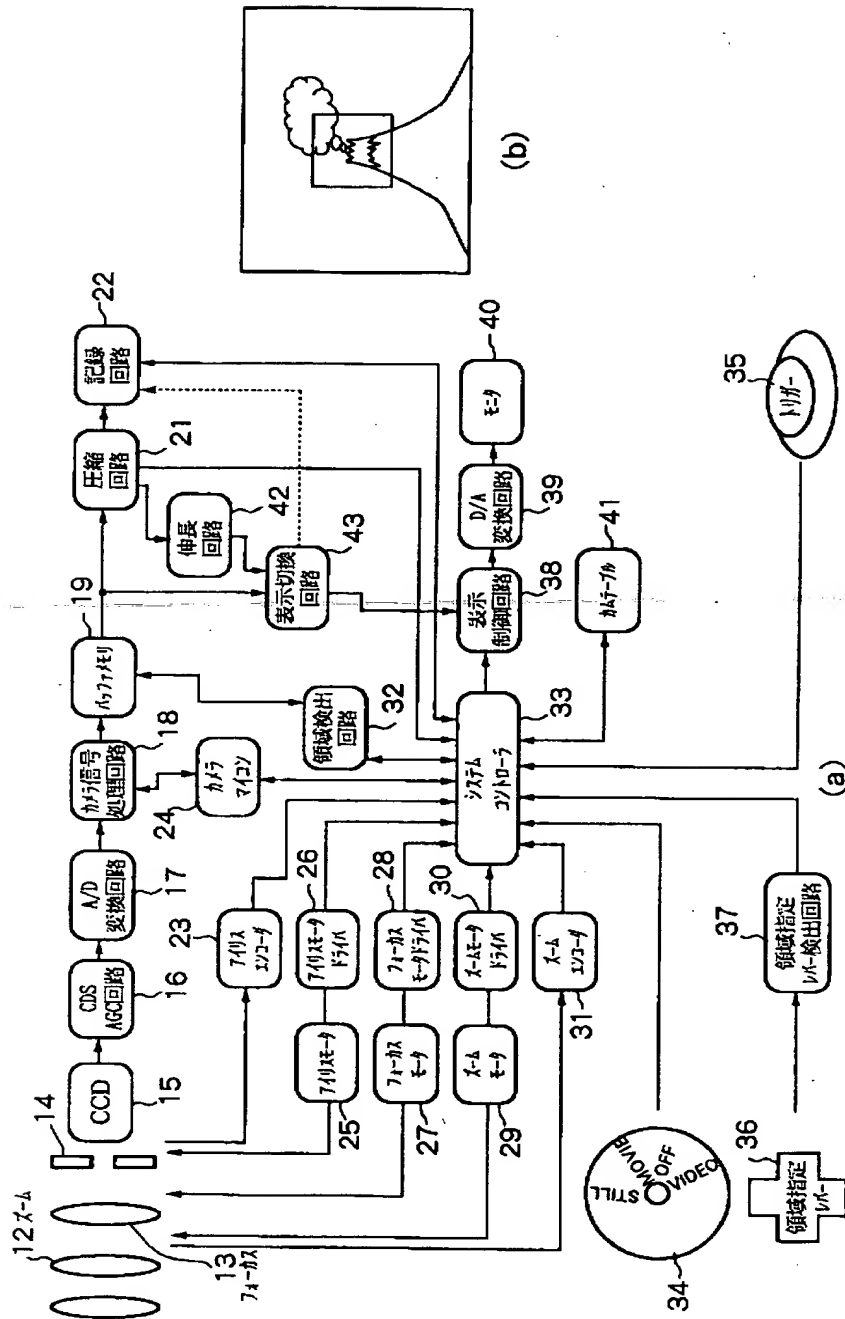 12 ズーム
13
フォーカス
14
CCD
15
CDS
AGC回路
16
A/D
変換回路
17
カメラ信号
処理回路
18
バッファメモリ
19
圧縮
回路
21
記録
回路
22
アイリス
エンコーダ
23
カメラ
マイコン
24
伸長
回路
42
表示切換
回路
43
領域検出
回路
32
アイリスモータ
25
アイリスモータ
ドライバ
26
フォーカス
モータ
27
フォーカス
モータドライバ
28
ズーム
モータ
29
ズームモータ
ドライバ
30
ズーム
エンコーダ
31
システム
コントローラ
33
表示
制御回路
38
D/A
変換回路
39
モニタ
40
カムテーブル
41
STILL
MOVIE
OFF
VIDEO
34
領域指定
レバー
36
領域指定
レバー検出回路
37
トリガー
35
(a)
(b)